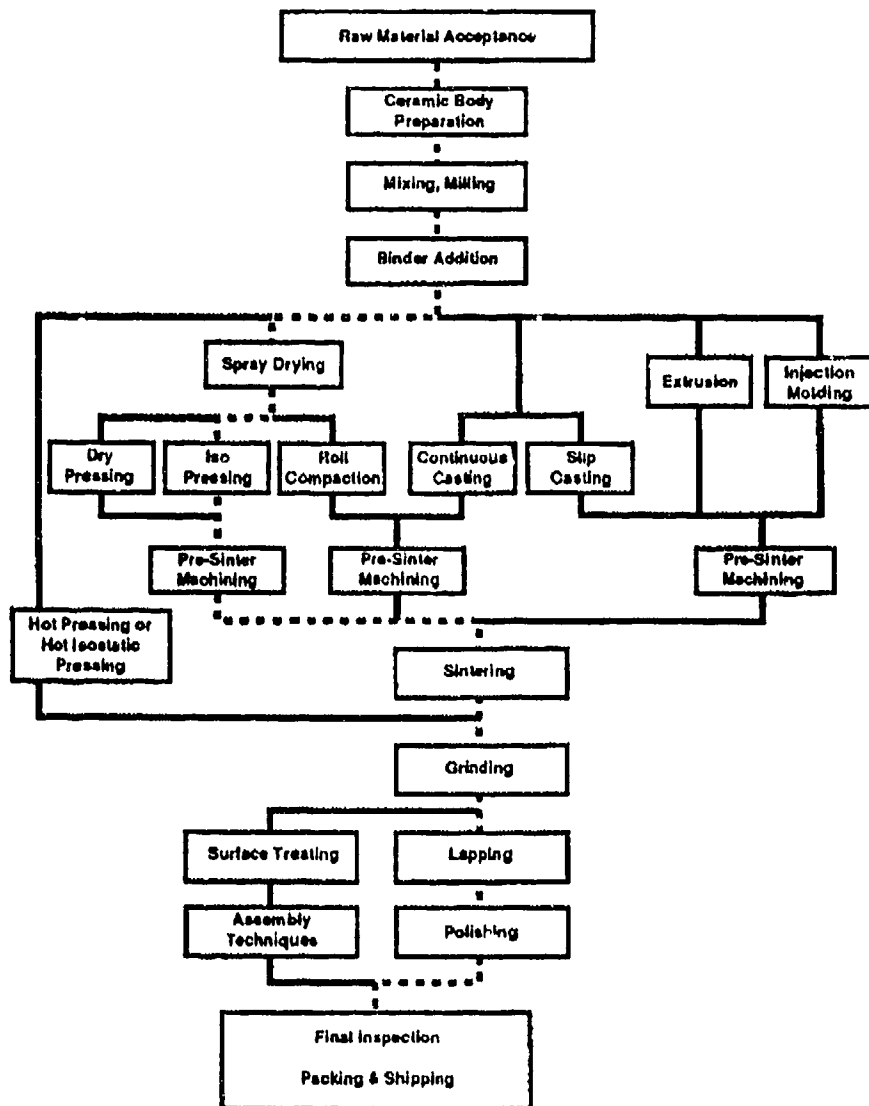 Raw Material Acceptance
Ceramic Body
Preparation
Mixing, Milling
Binder Addition
Spray Drying
Extrusion
Injection
Molding
Dry
Pressing
Iso
Pressing
Roll
Compaction
Continuous
Casting
Slip
Casting
Pre-Sinter
Machining
Pre-Sinter
Machining
Pre-Sinter
Machining
Hot Pressing or
Hot Isostatic
Pressing
Sintering
Grinding
Surface Treating
Lapping
Assembly
Techniques
Polishing
Final Inspection
Packing & Shipping